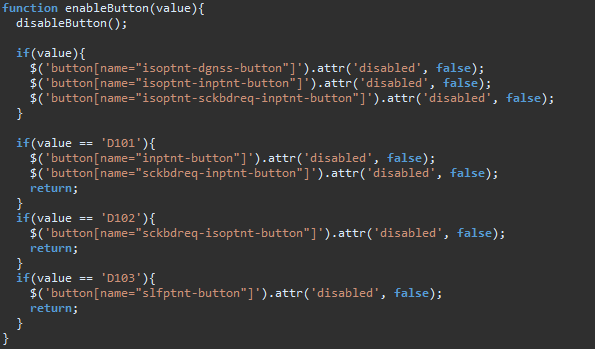 function enableButton(value){
  disableButton();

  if(value){
    $('button[name="isoptnt-dgnss-button"]').attr('disabled', false);
    $('button[name="isoptnt-inptnt-button"]').attr('disabled', false);
    $('button[name="isoptnt-sckbdreq-inptnt-button"]').attr('disabled', false);
  }

  if(value == 'D101'){
    $('button[name="inptnt-button"]').attr('disabled', false);
    $('button[name="sckbdreq-inptnt-button"]').attr('disabled', false);
    return;
  }
  if(value == 'D102'){
    $('button[name="sckbdreq-isoptnt-button"]').attr('disabled', false);
    return;
  }
  if(value == 'D103'){
    $('button[name="slfptnt-button"]').attr('disabled', false);
    return;
  }
}